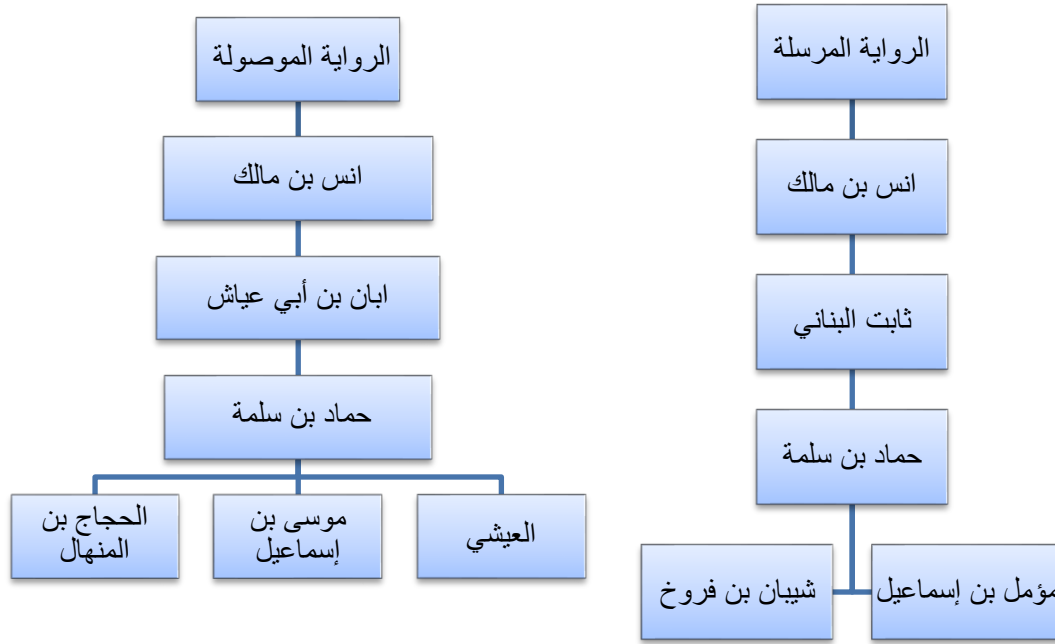 الرواية المرسلة
انس بن مالك
ثابت البناني
حماد بن سلمة
مؤمل بن إسماعيل
شيبان بن فروخ
الرواية الموصولة
انس بن مالك
ابان بن أبي عياش
حماد بن سلمة
العيشي
موسى بن
إسماعيل
الحجاج بن
المنهال